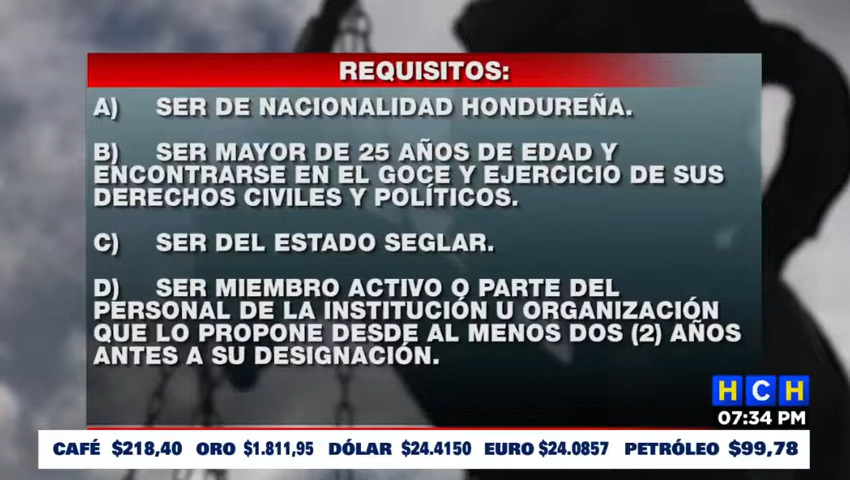 REQUISITOS:
A) SER DE NACIONALIDAD HONDUREÑA.
B) SER MAYOR DE 25 AÑOS DE EDAD Y
ENCONTRARSE EN EL GOCE Y EJERCICIO DE SUS
DERECHOS CIVILES Y POLÍTICOS.
C) SER DEL ESTADO SEGLAR.
D) SER MIEMBRO ACTIVO O PARTE DEL
PERSONAL DE LA INSTITUCIÓN U ORGANIZACIÓN
QUE LO PROPONE DESDE AL MENOS DOS (2) AÑOS
ANTES A SU DESIGNACIÓN.
HCH
07:34 PM
CAFÉ $218,40 ORO $1.811,95 DÓLAR $24.4150 EURO $24.0857 PETRÓLEO $99,78